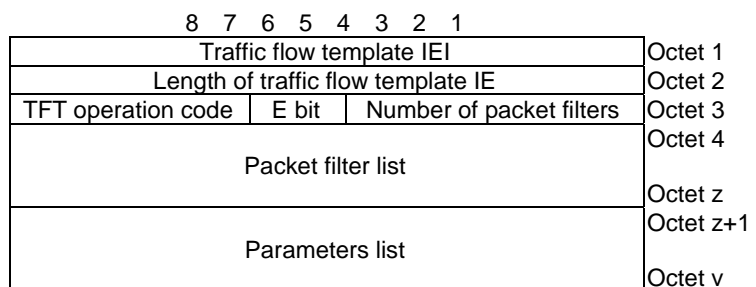 8 7 6 5 4 3 2 1
Traffic flow template IEI Octet 1
Length of traffic flow template IE Octet 2
TFT operation code E bit Number of packet filters Octet 3
Octet 4
Packet filter list
Octet z
Octet z+1
Parameters list
Octet v